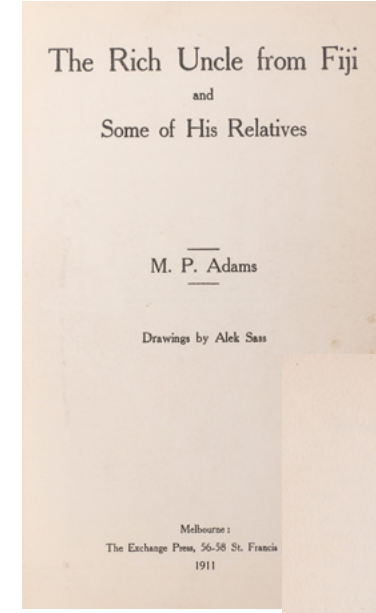 The Rich Uncle from Fiji
and
Some of His Relatives
M. P. Adams
Drawings by Alek Sass
Melbourne :
The Exchange Press, 56-58 St. Francis
1911